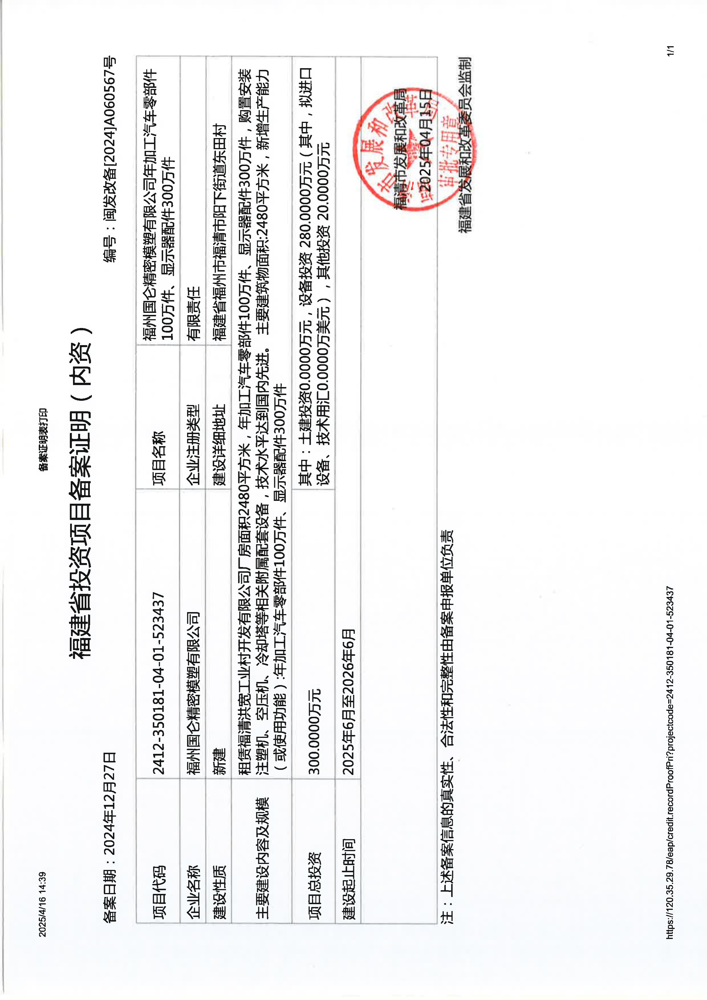 2025/4/16 14:39
备案证明表打印
福建省投资项目备案证明（内资）
备案日期：2024年12月27日
编号：闽发改备[2024]A060567号
项目代码
2412-350181-04-01-523437
项目名称
福州国仑精密模塑有限公司年加工汽车零部件
100万件、显示器配件300万件
企业名称
福州国仑精密模塑有限公司
企业注册类型
有限责任
建设性质
新建
建设详细地址
福建省福州市福清市阳下街道东田村
主要建设内容及规模
租赁福清洪宽工业村开发有限公司厂房面积2480平方米，年加工汽车零部件100万件、显示器配件300万件，购置安装
注塑机、空压机、冷却塔等相关附属配套设备，技术水平达到国内先进。 主要建筑物面积:2480平方米，新增生产能力
（或使用功能）:年加工汽车零部件100万件、显示器配件300万件
项目总投资
300.0000万元
其中：土建投资0.0000万元，设备投资 280.0000万元（其中，拟进口
设备、技术用汇0.0000万美元），其他投资 20.0000万元
建设起止时间
2025年6月至2026年6月
福清市发展和改革局
2025年04月15日
福清市发展和改革局
审批专用章
注：上述备案信息的真实性、合法性和完整性由备案申报单位负责
福建省发展和改革委员会监制
https://120.35.29.78/eap/credit.recordProofPri?projectcode=2412-350181-04-01-523437
1/1